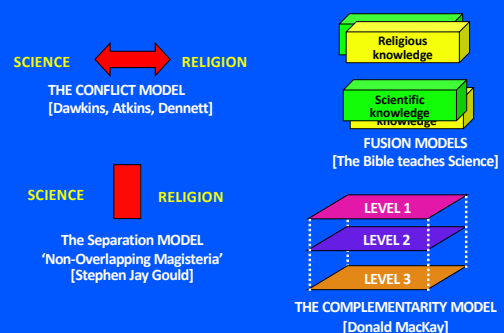 SCIENCE RELIGION
THE CONFLICT MODEL
[Dawkins, Atkins, Dennett]
Religious
knowledge
Scientific
knowledge
FUSION MODELS
[The Bible teaches Science]
SCIENCE RELIGION
The Separation MODEL
‘Non-Overlapping Magisteria’
[Stephen Jay Gould]
LEVEL 1
LEVEL 2
LEVEL 3
THE COMPLEMENTARITY MODEL
[Donald MacKay]